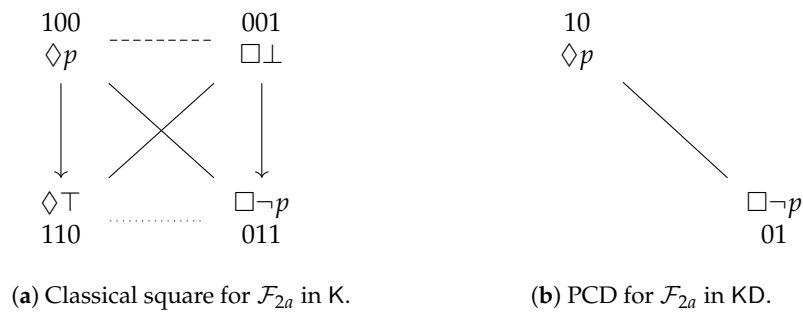 100 001 10
◊p □⊥ ◊p
◊⊤ □¬p □¬p
110 011 01
(a) Classical square for ℱ2a in K. (b) PCD for ℱ2a in KD.